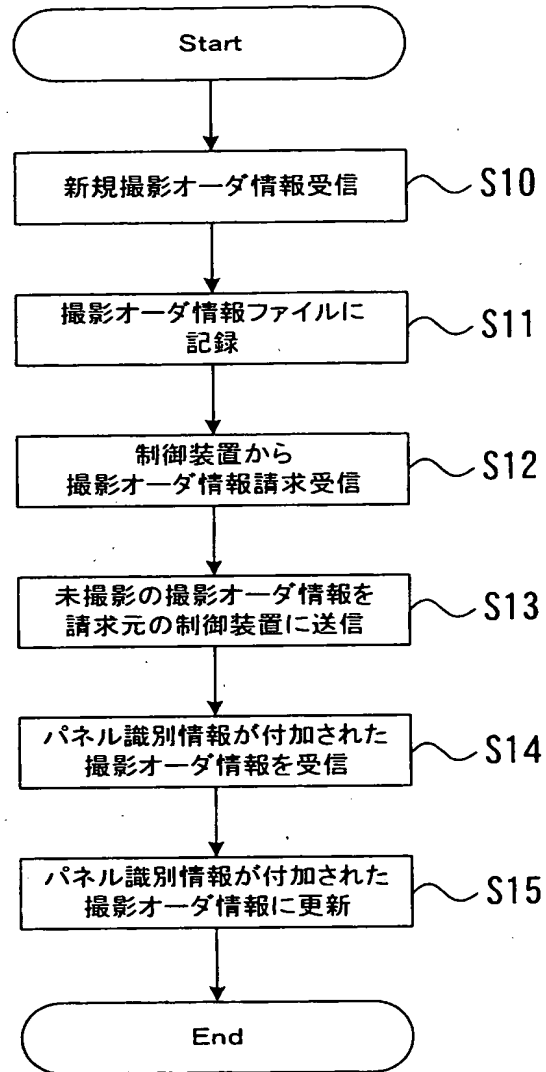 Start
新規撮影オーダ情報受信
S10
撮影オーダ情報ファイルに
記録
S11
制御装置から
撮影オーダ情報請求受信
S12
未撮影の撮影オーダ情報を
請求元の制御装置に送信
S13
パネル識別情報が付加された
撮影オーダ情報を受信
S14
パネル識別情報が付加された
撮影オーダ情報に更新
S15
End